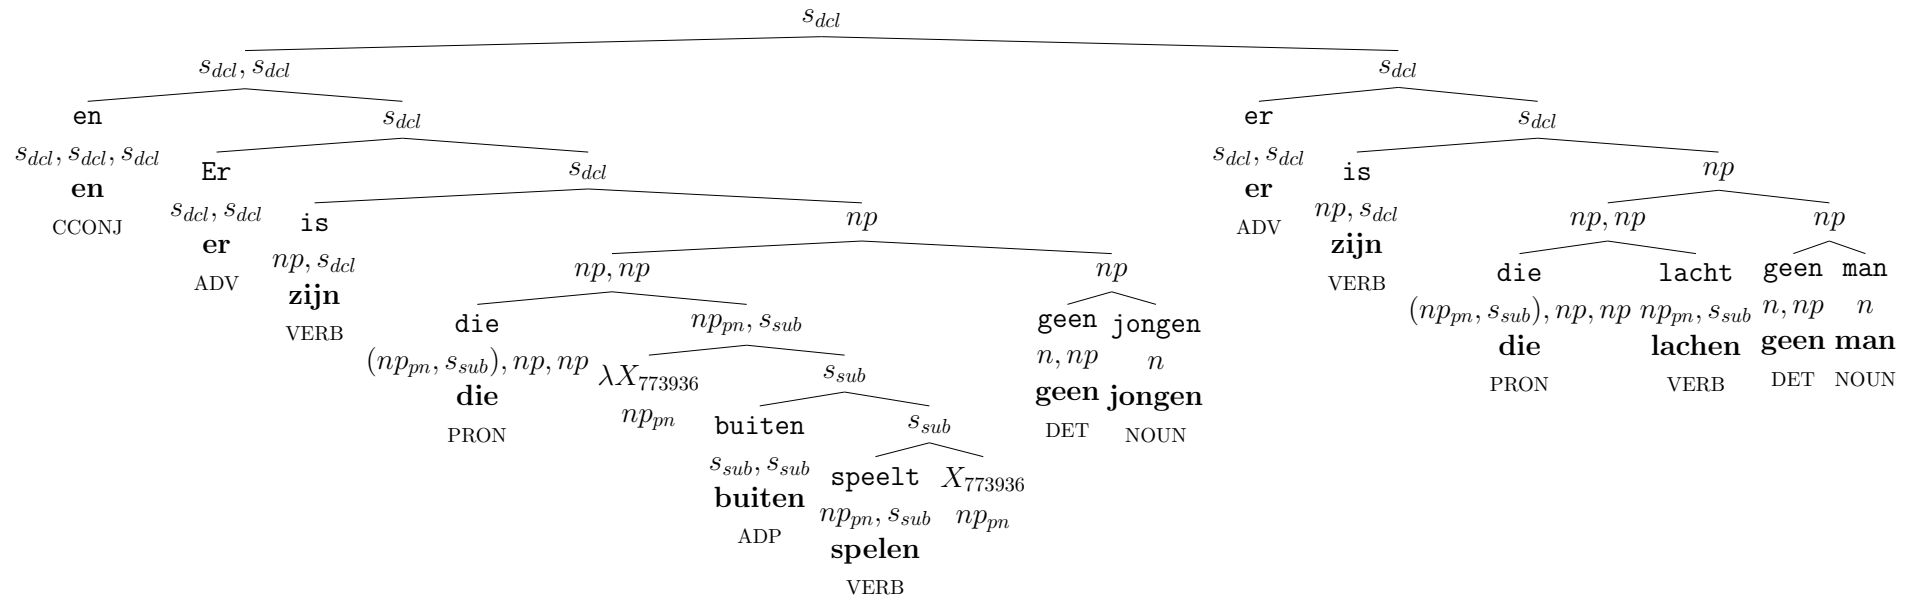 s_dcl
s_dcl, s_dcl s_dcl
en s_dcl er s_dcl
s_dcl, s_dcl, s_dcl s_dcl, s_dcl
en Er s_dcl er is np
CCONJ s_dcl, s_dcl ADV np, s_dcl
er is np zijn np, np np
ADV np, s_dcl VERB
zijn np, np np die lacht geen man
VERB (np_pn, s_sub), np, np np_pn, s_sub n, np n
die np_pn, s_sub geen jongen die lachen geen man
(np_pn, s_sub), np, np n, np n PRON VERB DET NOUN
die λX_773936 s_sub geen jongen
PRON np_pn DET NOUN
buiten s_sub
s_sub, s_sub
buiten speelt X_773936
ADP np_pn, s_sub np_pn
spelen
VERB